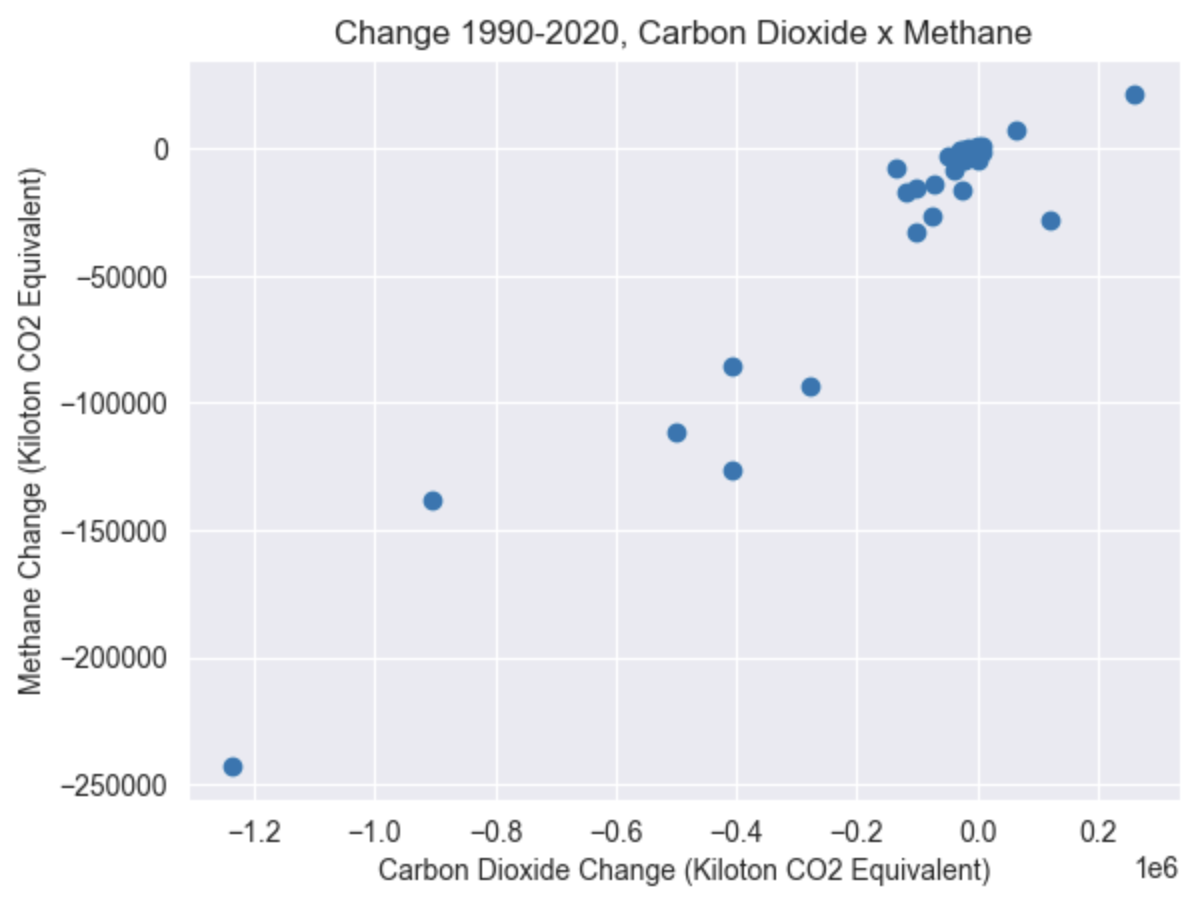 Change 1990-2020, Carbon Dioxide x Methane
Methane Change (Kiloton CO2 Equivalent)
0
−50000
−100000
−150000
−200000
−250000
−1.2 −1.0 −0.8 −0.6 −0.4 −0.2 0.0 0.2
Carbon Dioxide Change (Kiloton CO2 Equivalent)
1e6